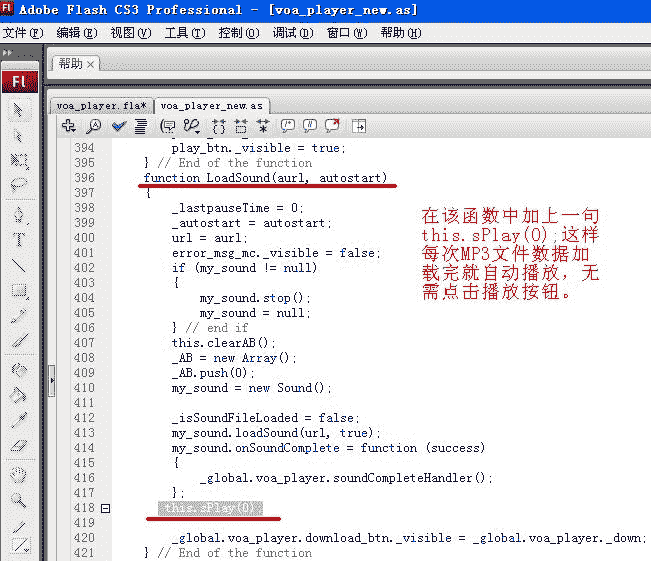 Adobe Flash CS3 Professional - [voa_player_new.as]
文件(F) 编辑(E) 视图(V) 工具(T) 控制(O) 调试(D) 窗口(W) 帮助(H)
Fl
帮助 ×
voa_player.fla* voa_player_new.as
394 play_btn._visible = true;
395 } // End of the function
396 function LoadSound(aurl, autostart)
397 {
398 _lastpauseTime = 0;
399 _autostart = autostart;
400 url = aurl;
401 error_msg_mc._visible = false;
402 if (my_sound != null)
403 {
404 my_sound.stop();
405 my_sound = null;
406 } // end if
407 this.clearAB();
408 _AB = new Array();
409 _AB.push(0);
410 my_sound = new Sound();
411
412 _isSoundFileLoaded = false;
413 my_sound.loadSound(url, true);
414 my_sound.onSoundComplete = function (success)
415 {
416 _global.voa_player.soundCompleteHandler();
417 };
418 this.sPlay(0);
419
420 _global.voa_player.download_btn._visible = _global.voa_player._down;
421 } // End of the function
在该函数中加上一句
this.sPlay(0);这样
每次MP3文件数据加
载完就自动播放，无
需点击播放按钮。